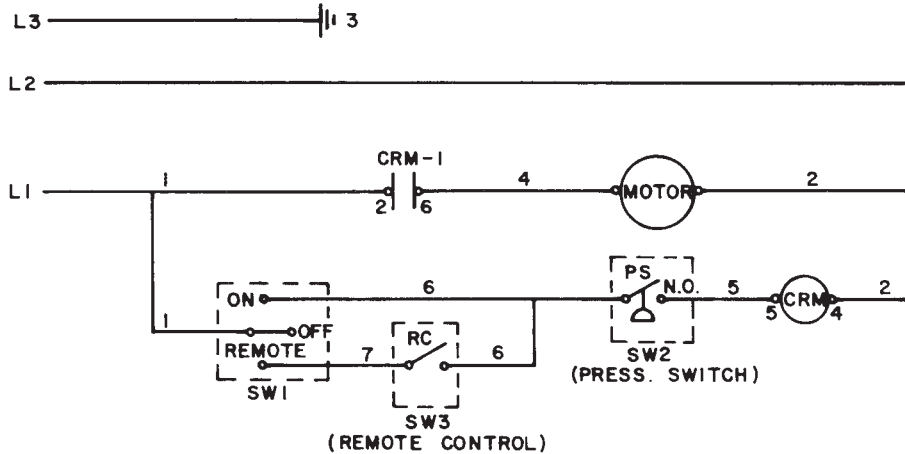 L3 3
L2
CRM-1
L1 1 2 6 4 MOTOR 2
PS
ON 6 N.O. 5 5 CRM 4 2
1 OFF
REMOTE 7 RC 6
SW1
SW2
(PRESS. SWITCH)
SW3
(REMOTE CONTROL)